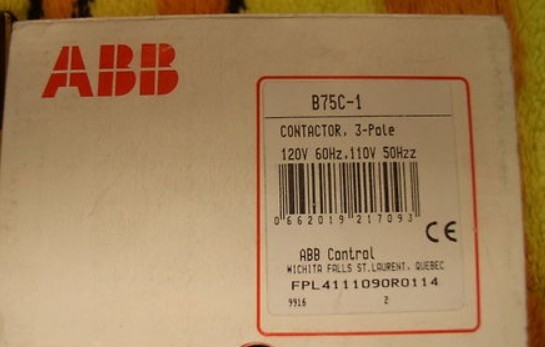 ABB
B75C-1
CONTACTOR, 3-Pole
120V 60Hz,110V 50Hzz
0 662019 217093
CE
ABB Control
WICHITA FALLS ST.LAURENT, QUEBEC
FPL4111090R0114
9916 2